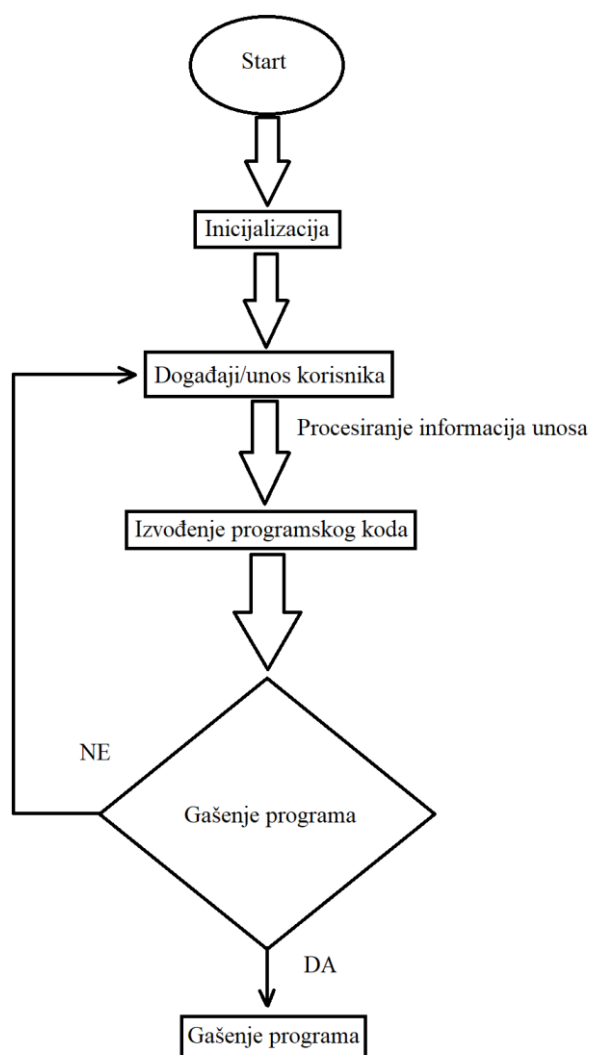 Start
Inicijalizacija
Događaji/unos korisnika
Procesiranje informacija unosa
Izvođenje programskog koda
NE
Gašenje programa
DA
Gašenje programa